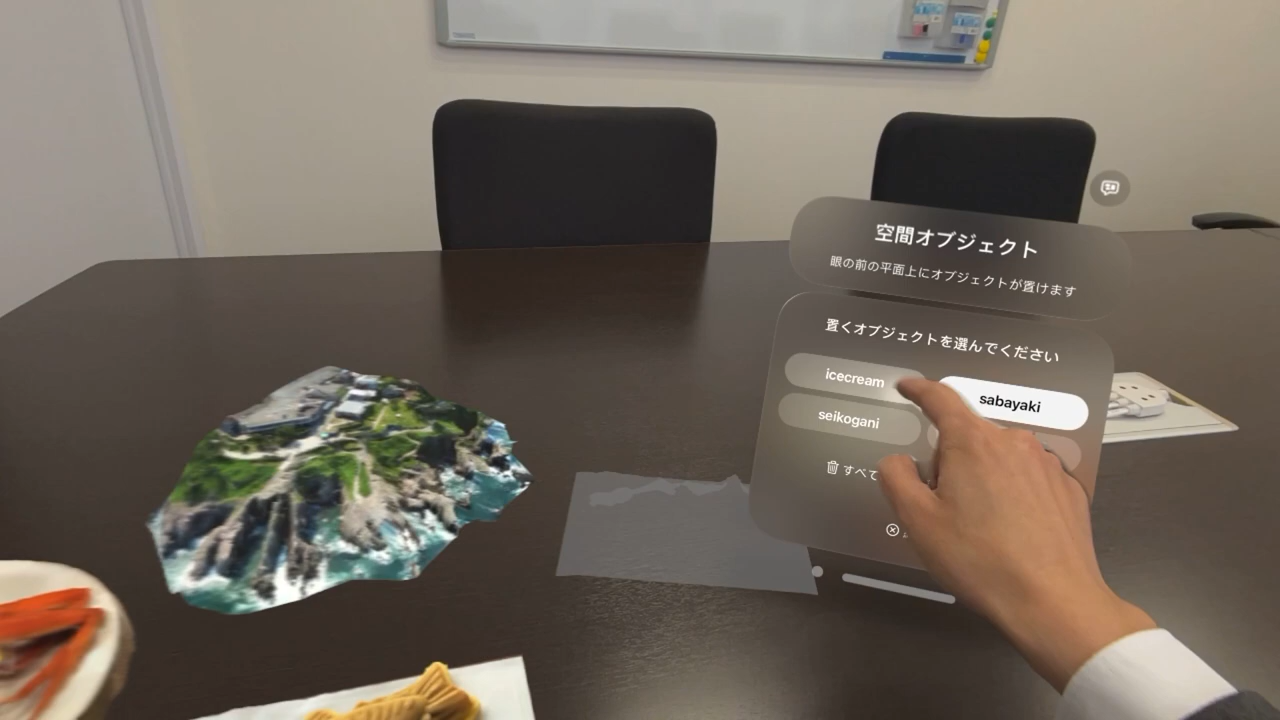 空間オブジェクト
眼の前の平面上にオブジェクトが置けます
置くオブジェクトを選んでください
icecream
sabayaki
seikogani
すべて